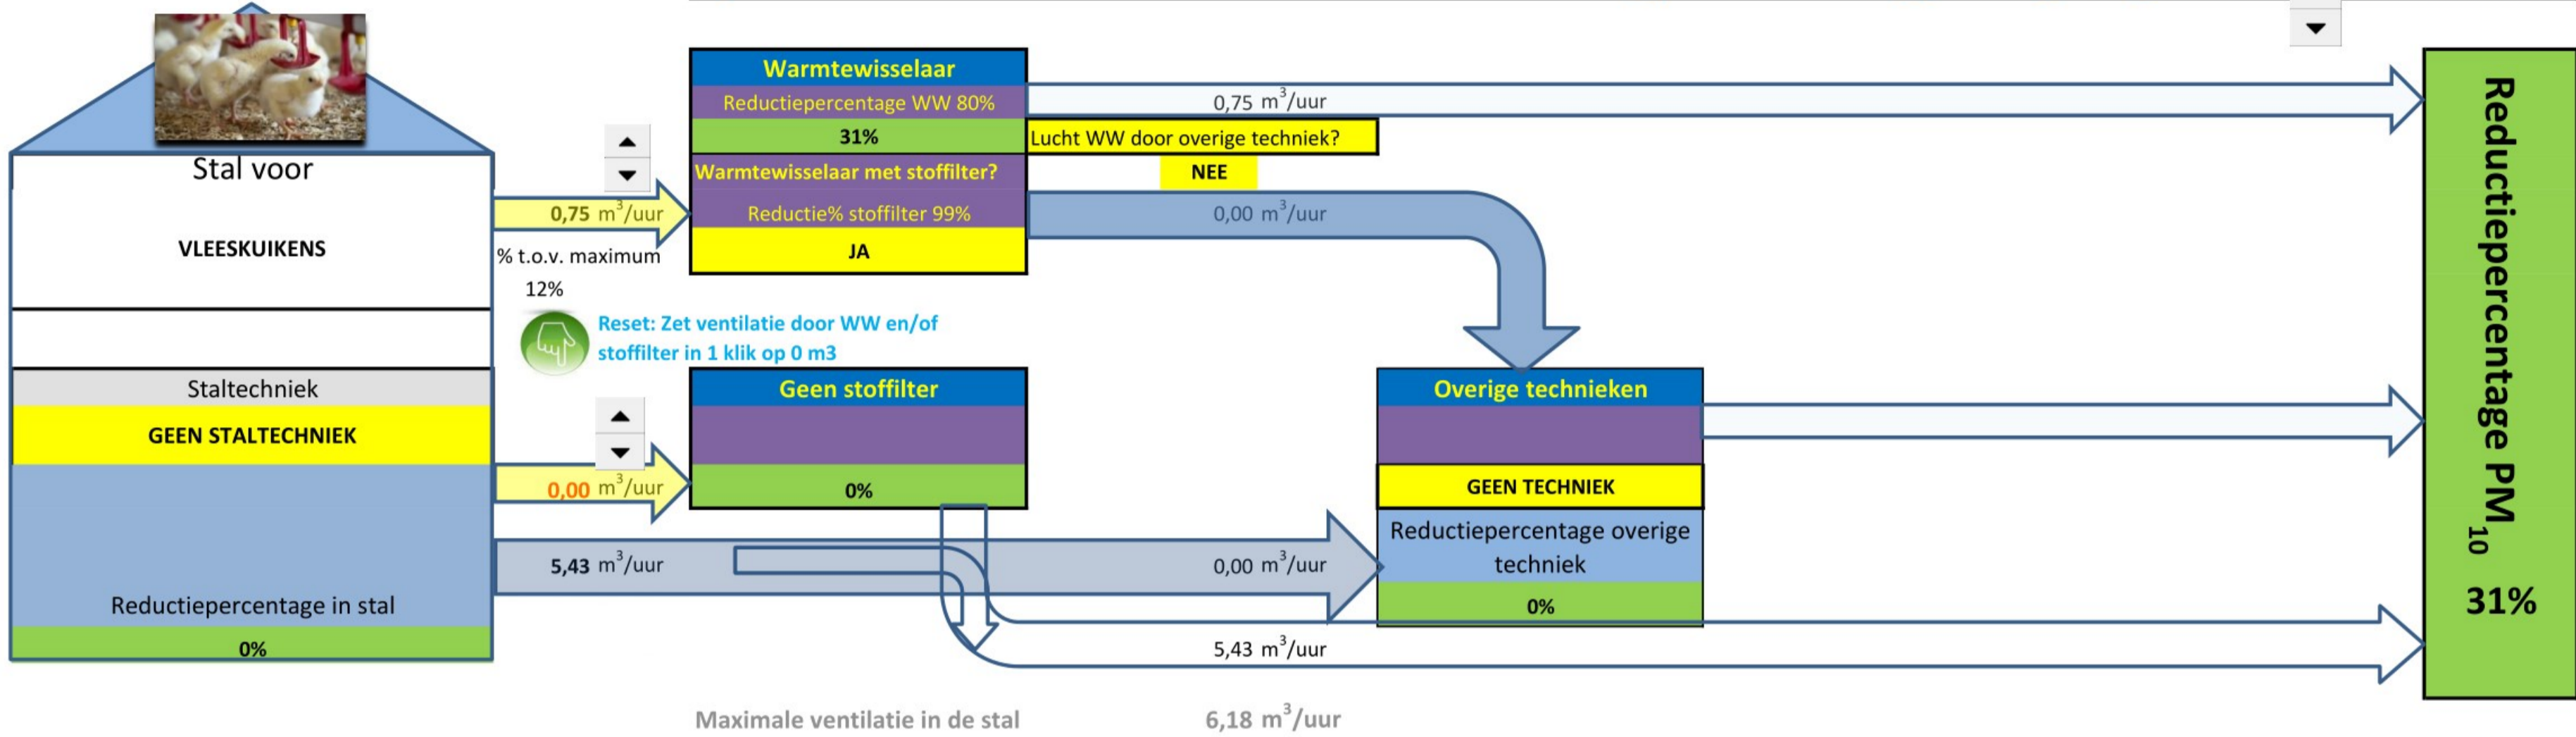 Stal voor
VLEESKUIKENS
Staltechniek
GEEN STALTECHNIEK
Reductiepercentage in stal
0%
0,75 m³/uur
% t.o.v. maximum
12%
Reset: Zet ventilatie door WW en/of
stoffilter in 1 klik op 0 m3
0,00 m³/uur
5,43 m³/uur
Warmtewisselaar
Reductiepercentage WW 80%
31%
Warmtewisselaar met stoffilter?
Reductie% stoffilter 99%
JA
Geen stoffilter
0%
0,75 m³/uur
Lucht WW door overige techniek?
NEE
0,00 m³/uur
0,00 m³/uur
5,43 m³/uur
Overige technieken
GEEN TECHNIEK
Reductiepercentage overige
techniek
0%
Maximale ventilatie in de stal 6,18 m³/uur
Reductiepercentage PM₁₀
31%